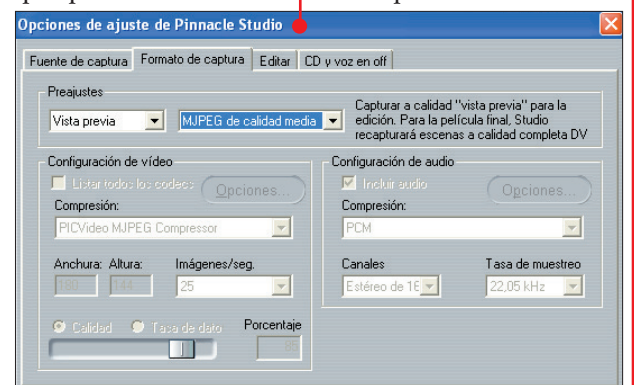 Opciones de ajuste de Pinnacle Studio
Fuente de captura Formato de captura Editar CD y voz en off
Preajustes
Vista previa MJPEG de calidad media
Capturar a calidad "vista previa" para la
edición. Para la película final, Studio
recapturará escenas a calidad completa DV
Configuración de vídeo
Listar todos los codecs Opciones...
Compresión:
PICVideo MJPEG Compressor
Anchura: Altura: Imágenes/seg.
144 25
Calidad Tasa de dato Porcentaje
Configuración de audio
Incluir audio Opciones...
Compresión:
PCM
Canales Tasa de muestreo
Estéreo de 16 22,05 kHz